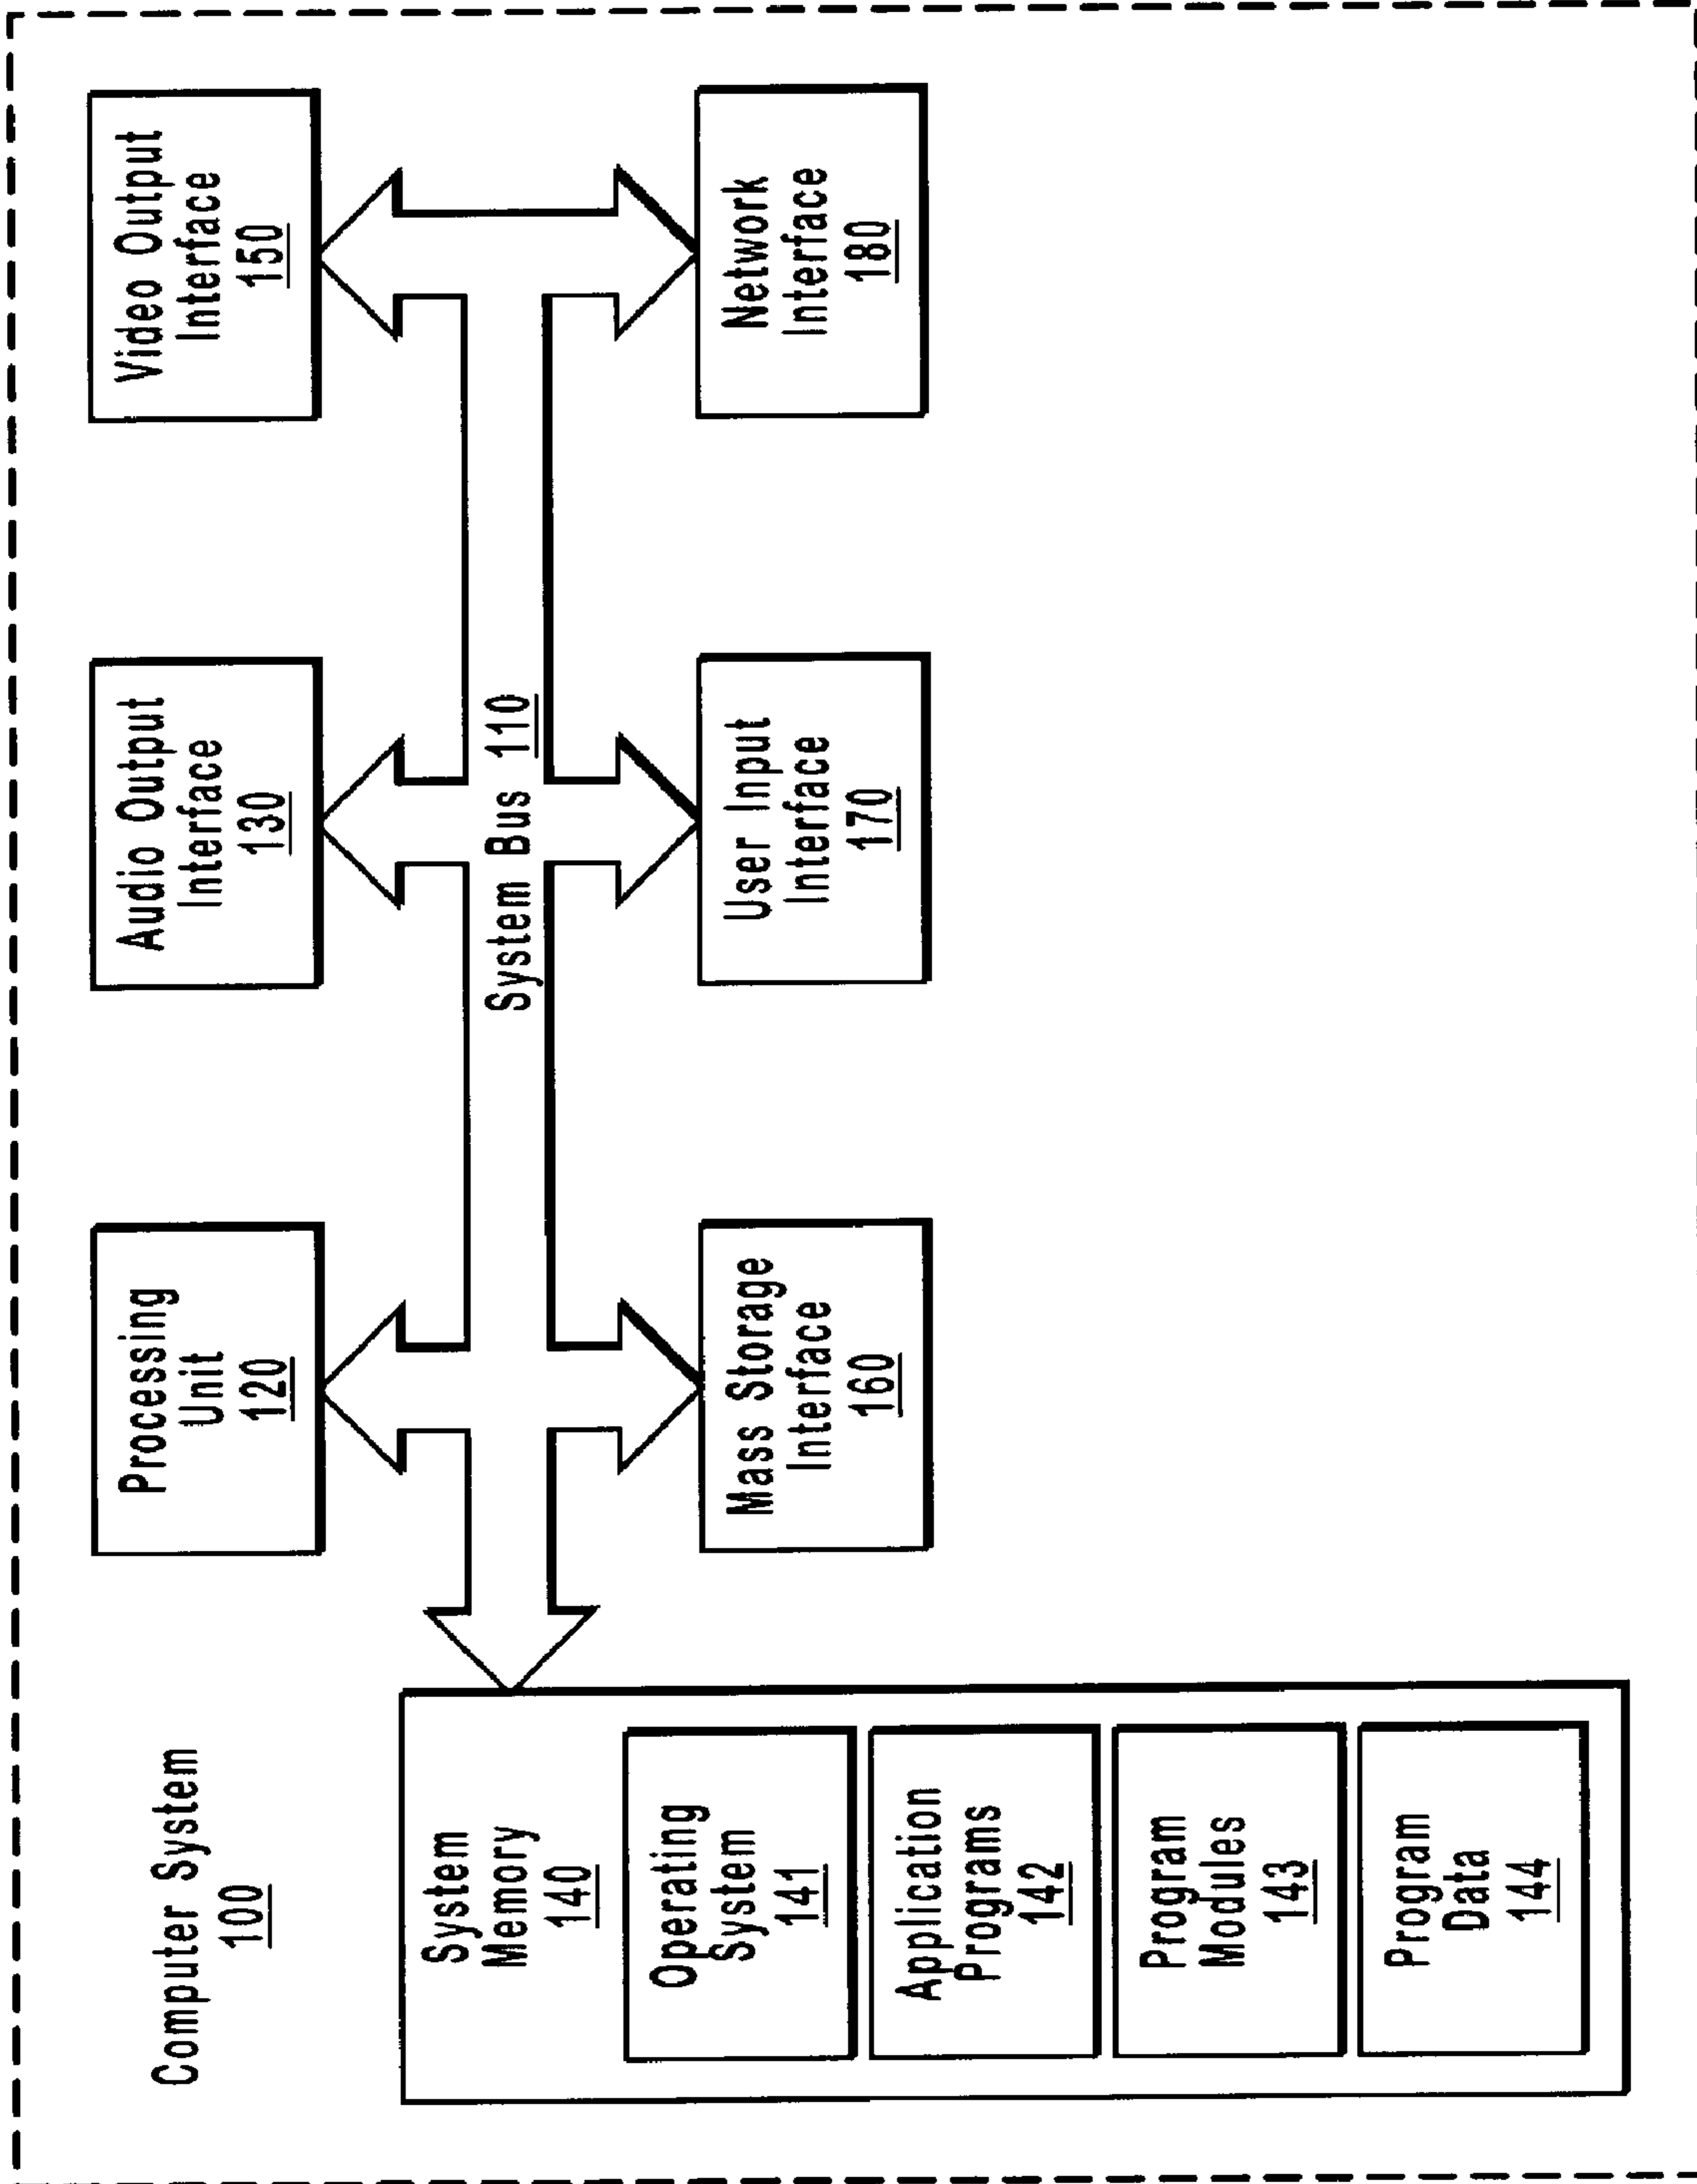 Computer System
100
Processing
Unit
120
Audio Output
Interface
130
Video Output
Interface
150
System
Memory
140
System Bus 110
Operating
System
141
Application
Programs
142
Program
Modules
143
Program
Data
144
Mass Storage
Interface
160
User Input
Interface
170
Network
Interface
180